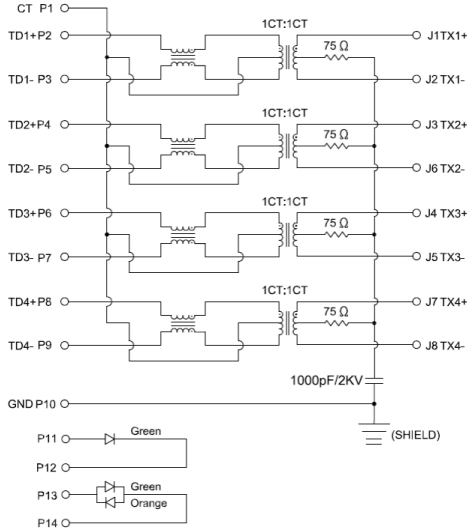 CT P1
1CT:1CT
TD1+P2 J1TX1+
75 Ω
TD1- P3 J2 TX1-
1CT:1CT
TD2+P4 J3 TX2+
75 Ω
TD2- P5 J6 TX2-
1CT:1CT
TD3+P6 J4 TX3+
75 Ω
TD3- P7 J5 TX3-
1CT:1CT
TD4+P8 J7 TX4+
75 Ω
TD4- P9 J8 TX4-
1000pF/2KV
GND P10
(SHIELD)
P11 Green
P12
P13 Green
Orange
P14